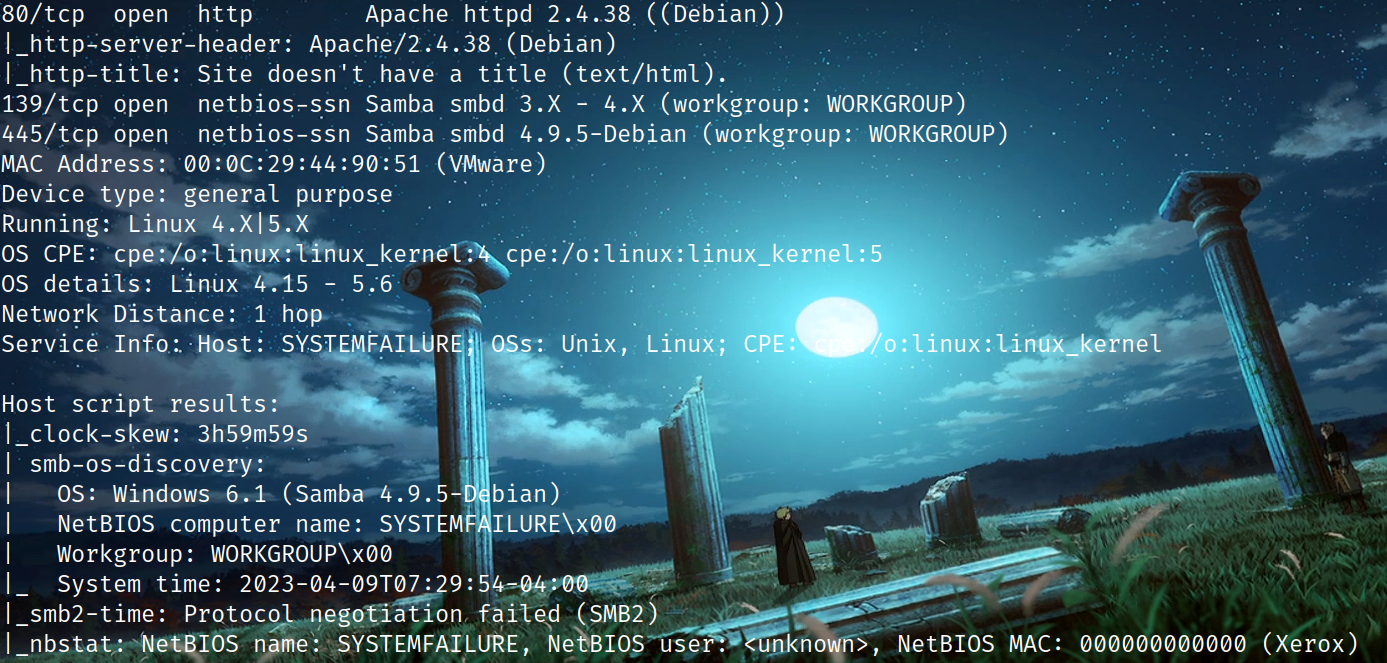 80/tcp  open  http        Apache httpd 2.4.38 ((Debian))
|_http-server-header: Apache/2.4.38 (Debian)
|_http-title: Site doesn't have a title (text/html).
139/tcp open  netbios-ssn Samba smbd 3.X - 4.X (workgroup: WORKGROUP)
445/tcp open  netbios-ssn Samba smbd 4.9.5-Debian (workgroup: WORKGROUP)
MAC Address: 00:0C:29:44:90:51 (VMware)
Device type: general purpose
Running: Linux 4.X|5.X
OS CPE: cpe:/o:linux:linux_kernel:4 cpe:/o:linux:linux_kernel:5
OS details: Linux 4.15 - 5.6
Network Distance: 1 hop
Service Info: Host: SYSTEMFAILURE; OSs: Unix, Linux; CPE: cpe:/o:linux:linux_kernel
Host script results:
|_clock-skew: 3h59m59s
| smb-os-discovery:
|   OS: Windows 6.1 (Samba 4.9.5-Debian)
|   NetBIOS computer name: SYSTEMFAILURE\x00
|   Workgroup: WORKGROUP\x00
|_  System time: 2023-04-09T07:29:54-04:00
|_smb2-time: Protocol negotiation failed (SMB2)
|_nbstat: NetBIOS name: SYSTEMFAILURE, NetBIOS user: <unknown>, NetBIOS MAC: 000000000000 (Xerox)